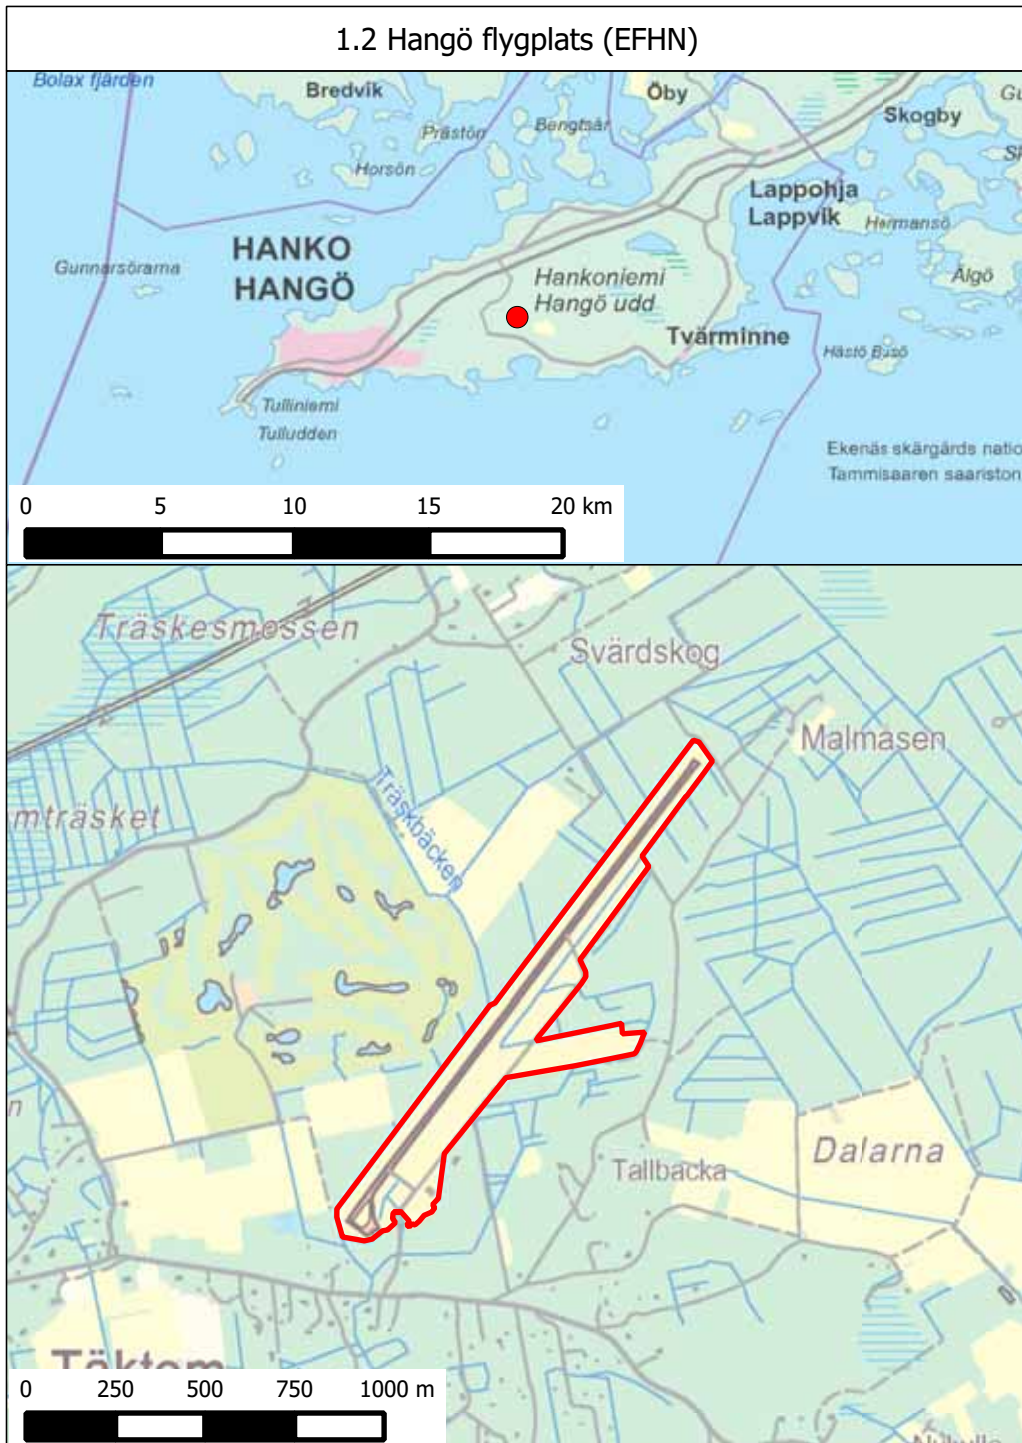 1.2 Hangö flygplats (EFHN)
Bolax fjärden
Bredvik
Öby
Skogby
Prästön
Bengtsår
Horsön
Lappohja
Lappvik
Hermansö
HANKO
HANGÖ
Gunnarsörarna
Hankoniemi
Hangö udd
Älgö
Tvärminne
Hästö Busö
Tulliniemi
Tulludden
Ekenäs skärgårds natio
Tammisaaren saariston
0 5 10 15 20 km
Träskesmossen
Svärdskog
Malmasen
Träskbäcken
mträsket
n
Dalarna
Tallbacka
Täktom
0 250 500 750 1000 m